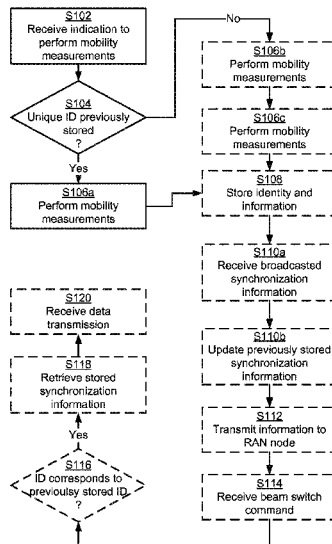 S102
Receive indication to
perform mobility
measurements
No
S104
Unique ID previously
stored
?
Yes
S106a
Perform mobility
measurements
S106b
Perform mobility
measurements
S106c
Perform mobility
measurements
S108
Store identity and
information
S110a
Receive broadcasted
synchronization
information
S110b
Update previously stored
synchronization
information
S112
Transmit information to
RAN node
S114
Receive beam switch
command
S116
ID corresponds to
previoulsy stored ID
?
Yes
S118
Retrieve stored
synchronization
information
S120
Receive data
transmission